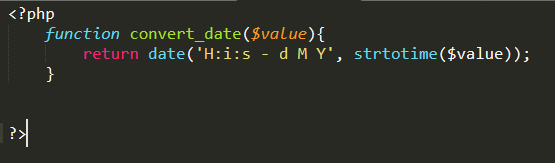 <?php
function convert_date($value){
return date('H:i:s - d M Y', strtotime($value));
}
?>